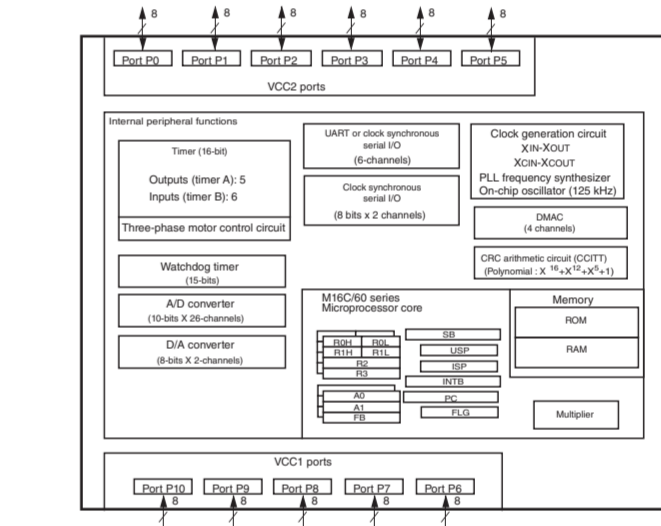 8 8 8 8 8 8
Port P0 Port P1 Port P2 Port P3 Port P4 Port P5
VCC2 ports
Internal peripheral functions
Timer (16-bit)
Outputs (timer A): 5
Inputs (timer B): 6
Three-phase motor control circuit
Watchdog timer
(15-bits)
A/D converter
(10-bits X 26-channels)
D/A converter
(8-bits X 2-channels)
UART or clock synchronous
serial I/O
(6-channels)
Clock synchronous
serial I/O
(8 bits x 2 channels)
Clock generation circuit
XIN-XOUT
XCIN-XCOUT
PLL frequency synthesizer
On-chip oscillator (125 kHz)
DMAC
(4 channels)
CRC arithmetic circuit (CCITT)
(Polynomial : X 16+X12+X5+1)
M16C/60 series
Microprocessor core
R0H R0L
R1H R1L
R2
R3
A0
A1
FB
SB
USP
ISP
INTB
PC
FLG
Memory
ROM
RAM
Multiplier
VCC1 ports
Port P10 Port P9 Port P8 Port P7 Port P6
8 8 8 8 8